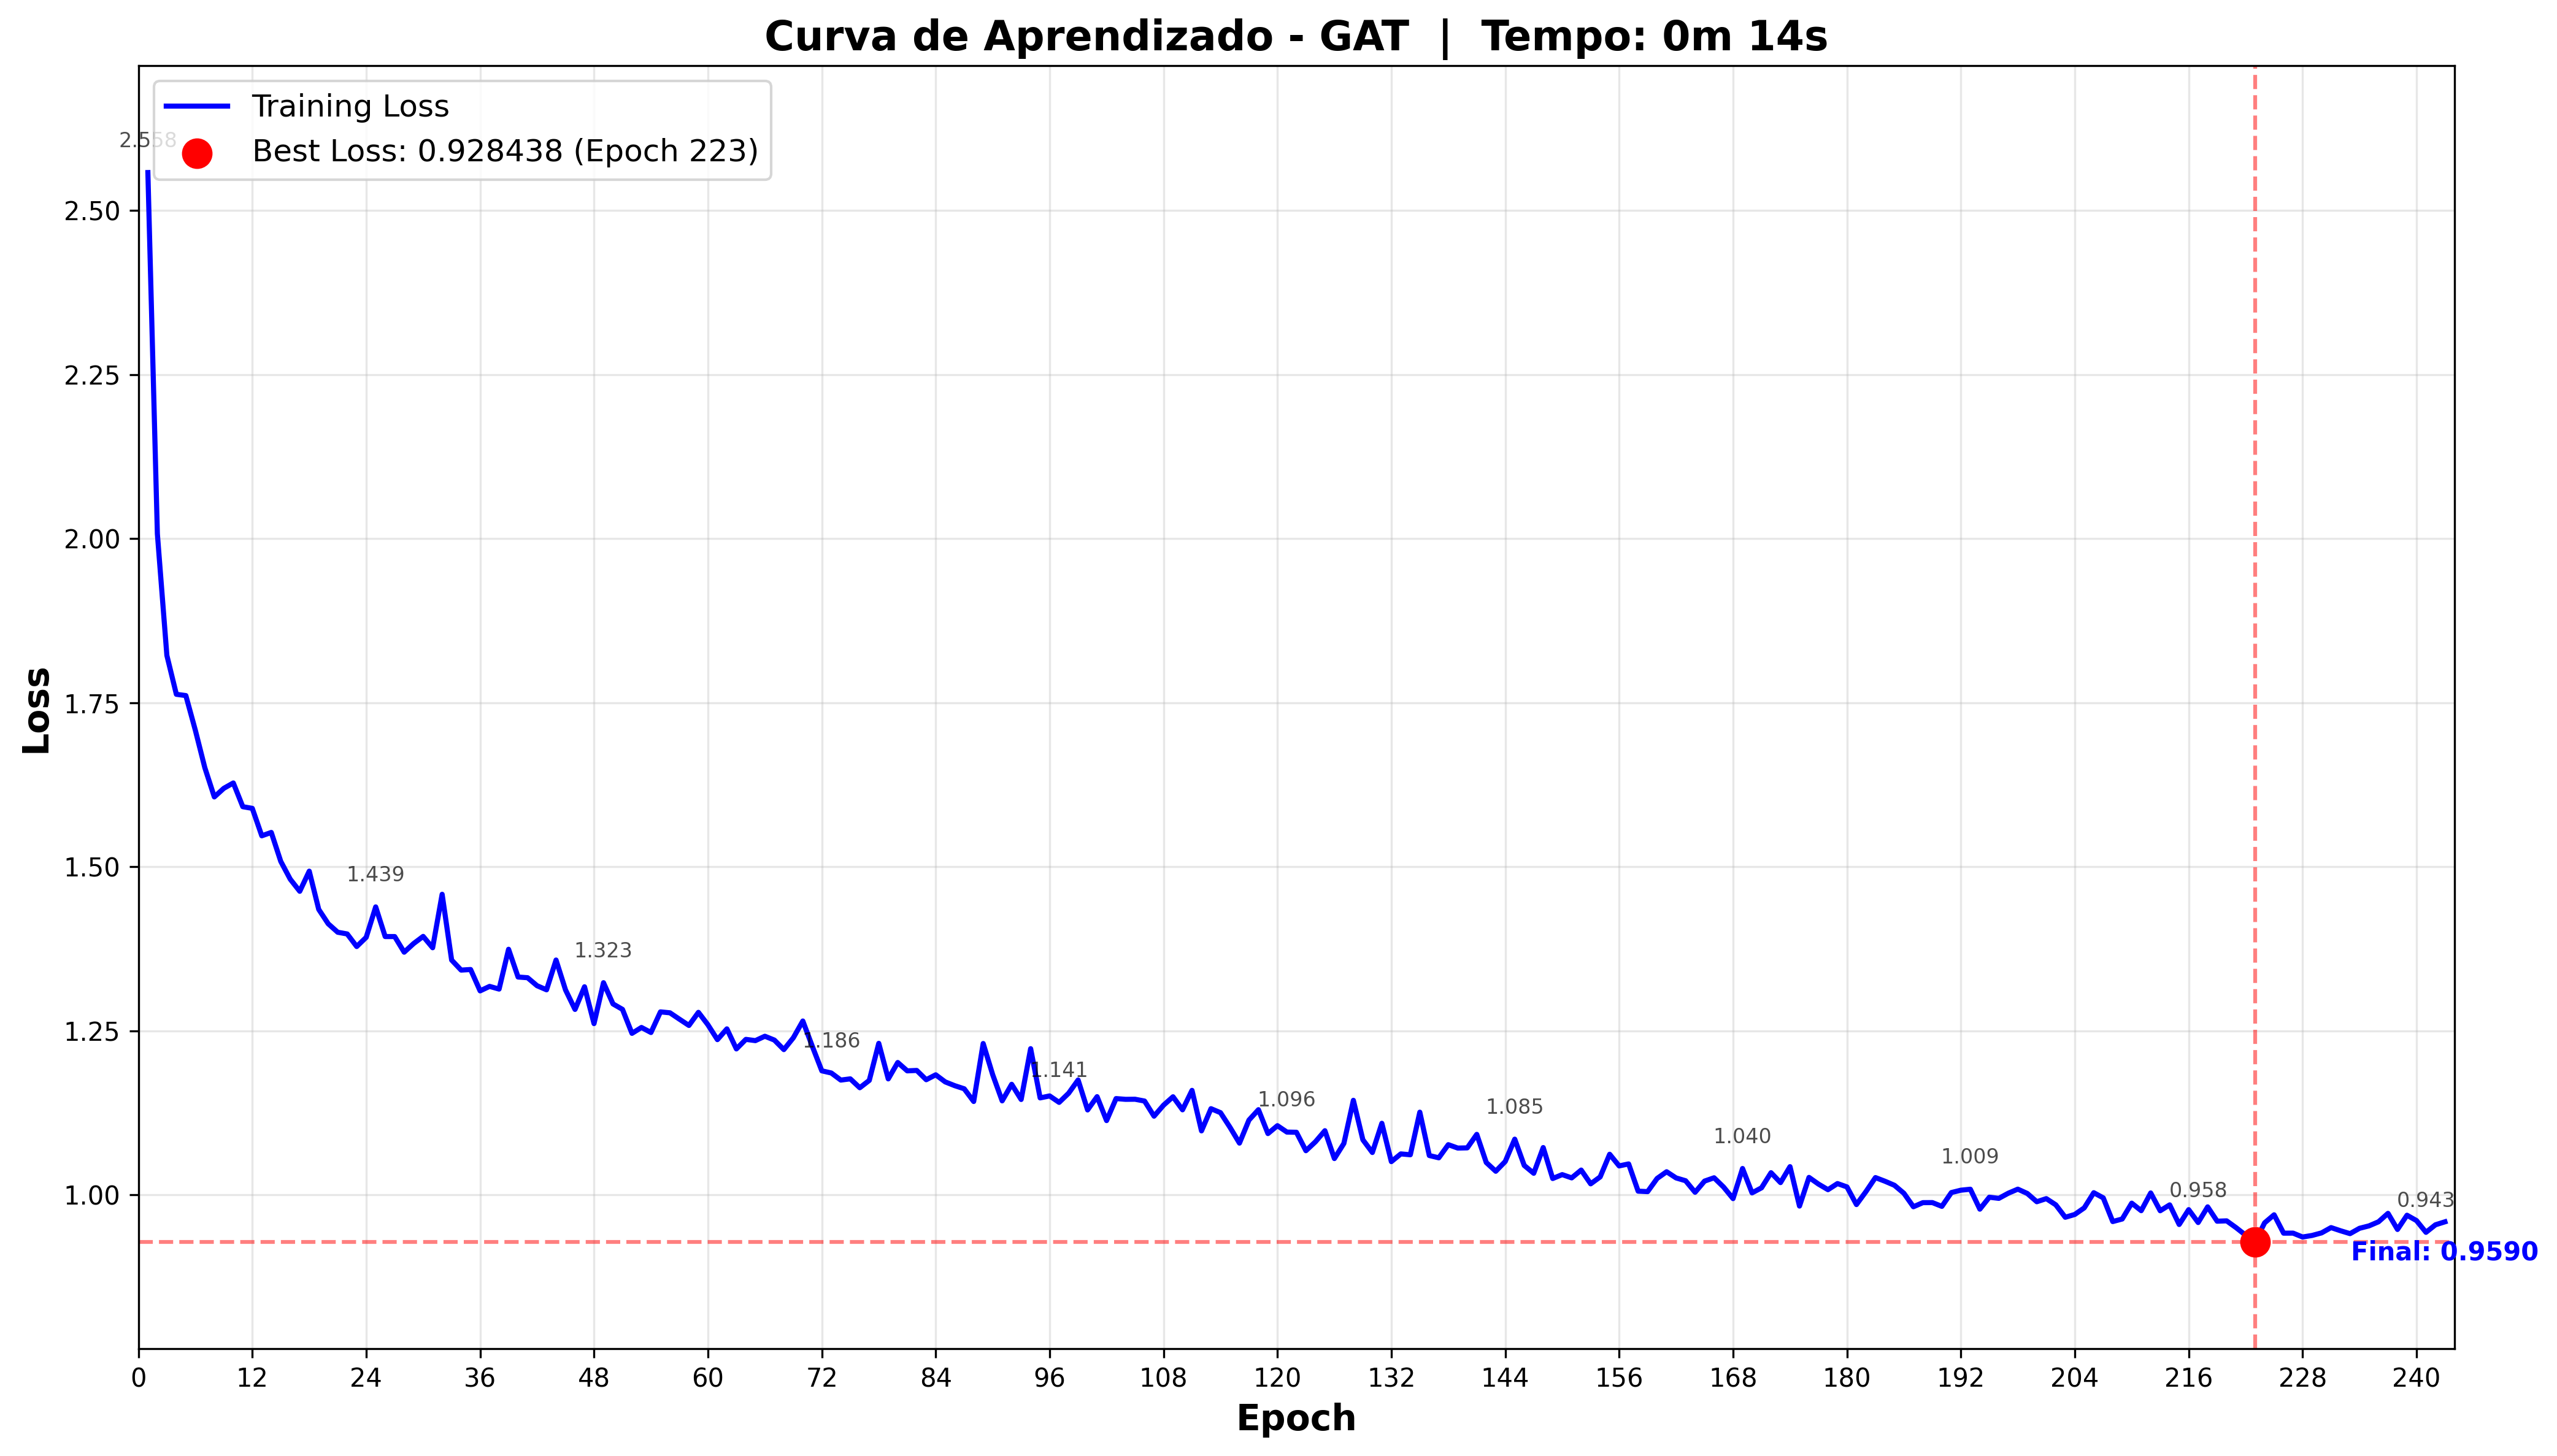 Curva de Aprendizado - GAT | Tempo: 0m 14s
Training Loss
Best Loss: 0.928438 (Epoch 223)
2.558
2.50
2.25
2.00
1.75
1.50
1.25
1.00
Loss
1.439
1.323
1.186
1.141
1.096
1.085
1.040
1.009
0.958
0.943
Final: 0.9590
0 12 24 36 48 60 72 84 96 108 120 132 144 156 168 180 192 204 216 228 240
Epoch